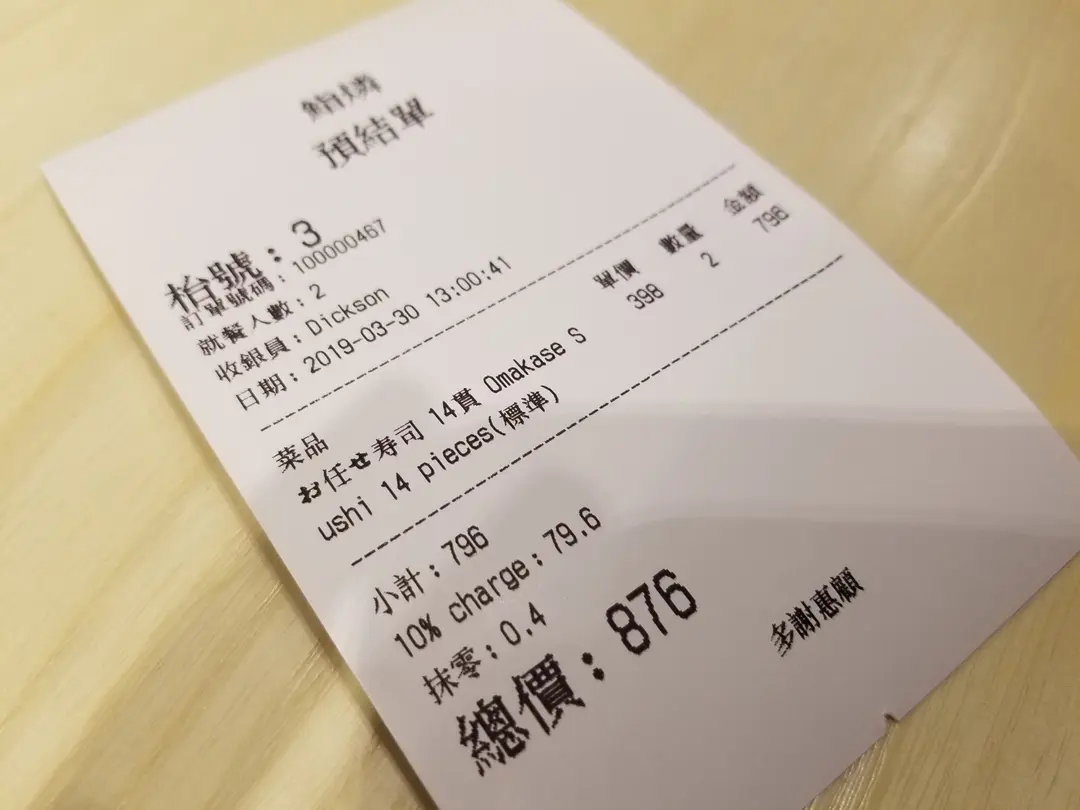 鮨燐
預結單
枱號：3
訂單號碼：100000467
就餐人數：2
收銀員：Dickson
日期：2019-03-30 13:00:41
菜品 單價 數量 金額
お任せ寿司 14貫 Omakase S 398 2 796
ushi 14 pieces(標準)
小計：796
10% charge：79.6
抹零：0.4
總價：876
多謝惠顧